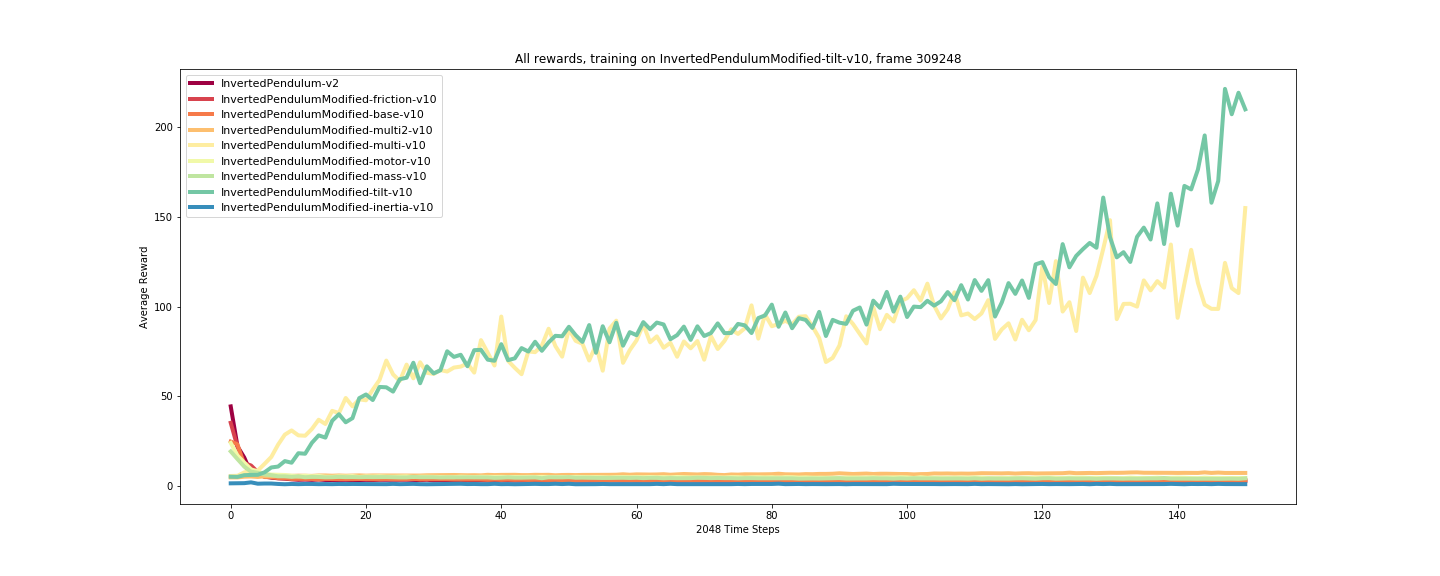 All rewards, training on InvertedPendulumModified-tilt-v10, frame 309248
InvertedPendulum-v2
InvertedPendulumModified-friction-v10
InvertedPendulumModified-base-v10
InvertedPendulumModified-multi2-v10
InvertedPendulumModified-multi-v10
InvertedPendulumModified-motor-v10
InvertedPendulumModified-mass-v10
InvertedPendulumModified-tilt-v10
InvertedPendulumModified-inertia-v10
Average Reward
200
150
100
50
0
0 20 40 60 80 100 120 140
2048 Time Steps